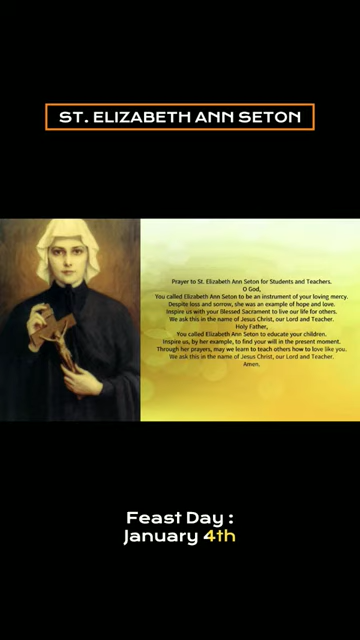 ST. ELIZABETH ANN SETON
Prayer to St. Elizabeth Ann Seton for Students and Teachers.
O God,
You called Elizabeth Ann Seton to be an instrument of your loving mercy.
Despite loss and sorrow, she was an example of hope and love.
Inspire us with your Blessed Sacrament to live our life for others.
We ask this in the name of Jesus Christ, our Lord and Teacher.
Holy Father,
You called Elizabeth Ann Seton to educate your children.
Inspire us, by her example, to find your will in the present moment.
Through her prayers, may we learn to teach others how to love like you.
We ask this in the name of Jesus Christ, our Lord and Teacher.
Amen.
Feast Day :
January 4th